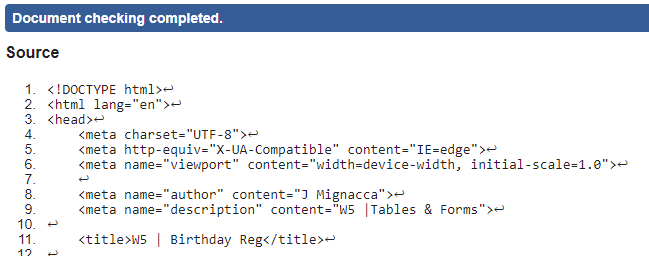 Document checking completed.
Source
1. <!DOCTYPE html>↩
2. <html lang="en">↩
3. <head>↩
4.     <meta charset="UTF-8">↩
5.     <meta http-equiv="X-UA-Compatible" content="IE=edge">↩
6.     <meta name="viewport" content="width=device-width, initial-scale=1.0">↩
7.     ↩
8.     <meta name="author" content="J Mignacca">↩
9.     <meta name="description" content="W5 |Tables & Forms">↩
10. ↩
11.     <title>W5 | Birthday Reg</title>↩
12. ↩